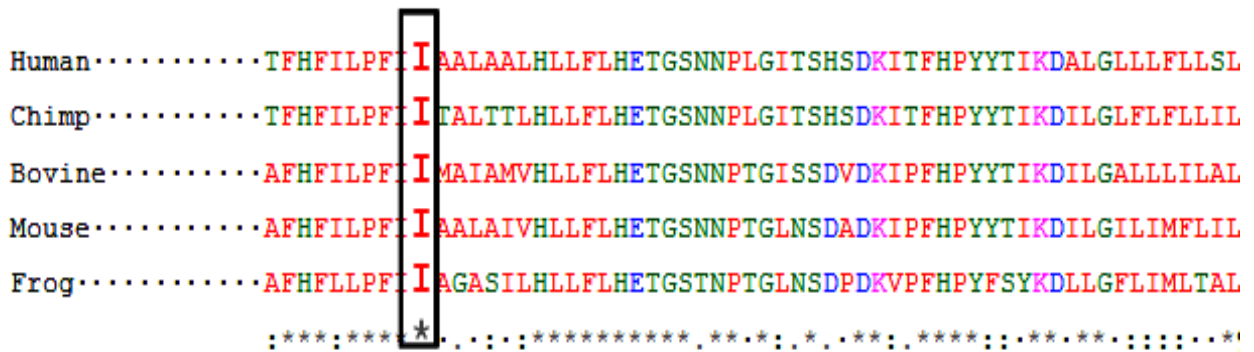 Human···········TFHFILPFIIAALAALHLLFLHETGSNNPLGITSHSDKITFHPYYTIKDALGLLLFLLSL
Chimp···········TFHFILPFIITALTTLHLLFLHETGSNNPLGITSHSDKITFHPYYTIKDILGLFLFLLIL
Bovine··········AFHFILPFIIMAIAMVHLLFLHETGSNNPTGISSDVDKIPFHPYYTIKDILGALLLILAL
Mouse···········AFHFILPFIIAALAIVHLLFLHETGSNNPTGLNSDADKIPFHPYYTIKDILGILIMFLIL
Frog············AFHFLLPFIIAGASILHLLFLHETGSTNPTGLNSDPDKVPFHPYFSYKDLLGFLIMLTAL
:***:*****·.·:·:**********.**·*:.*.·**:.****::·**·**·::::··*